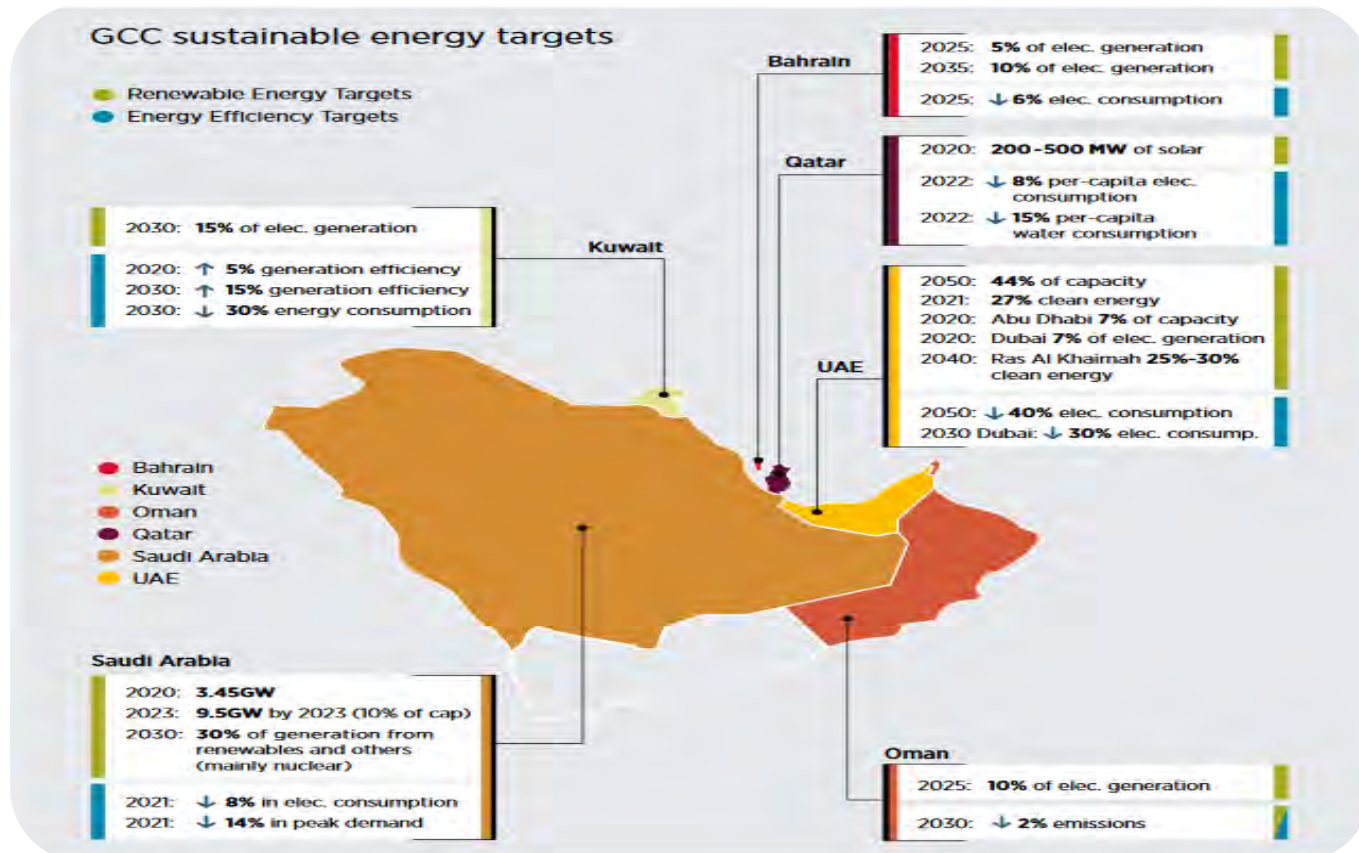 GCC sustainable energy targets
Renewable Energy Targets
Energy Efficiency Targets
Bahrain
2025: 5% of elec. generation
2035: 10% of elec. generation
2025: ↓ 6% elec. consumption
Qatar
2020: 200-500 MW of solar
2022: ↓ 8% per-capita elec.
consumption
2022: ↓ 15% per-capita
water consumption
Kuwait
2030: 15% of elec. generation
2020: ↑ 5% generation efficiency
2030: ↑ 15% generation efficiency
2030: ↓ 30% energy consumption
UAE
2050: 44% of capacity
2021: 27% clean energy
2020: Abu Dhabi 7% of capacity
2020: Dubai 7% of elec. generation
2040: Ras Al Khaimah 25%-30%
clean energy
2050: ↓ 40% elec. consumption
2030 Dubai: ↓ 30% elec. consump.
Bahrain
Kuwait
Oman
Qatar
Saudi Arabia
UAE
Saudi Arabia
2020: 3.45GW
2023: 9.5GW by 2023 (10% of cap)
2030: 30% of generation from
renewables and others
(mainly nuclear)
2021: ↓ 8% in elec. consumption
2021: ↓ 14% in peak demand
Oman
2025: 10% of elec. generation
2030: ↓ 2% emissions